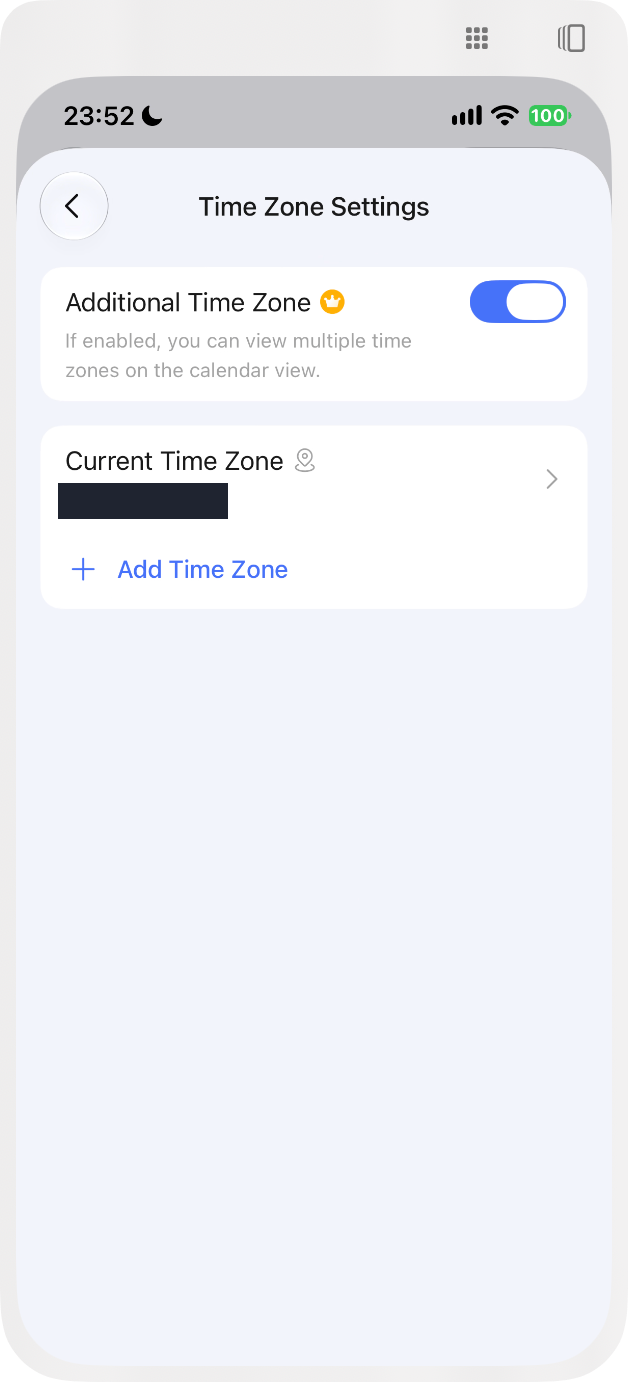 23:52
100
Time Zone Settings
Additional Time Zone
If enabled, you can view multiple time
zones on the calendar view.
Current Time Zone
Add Time Zone